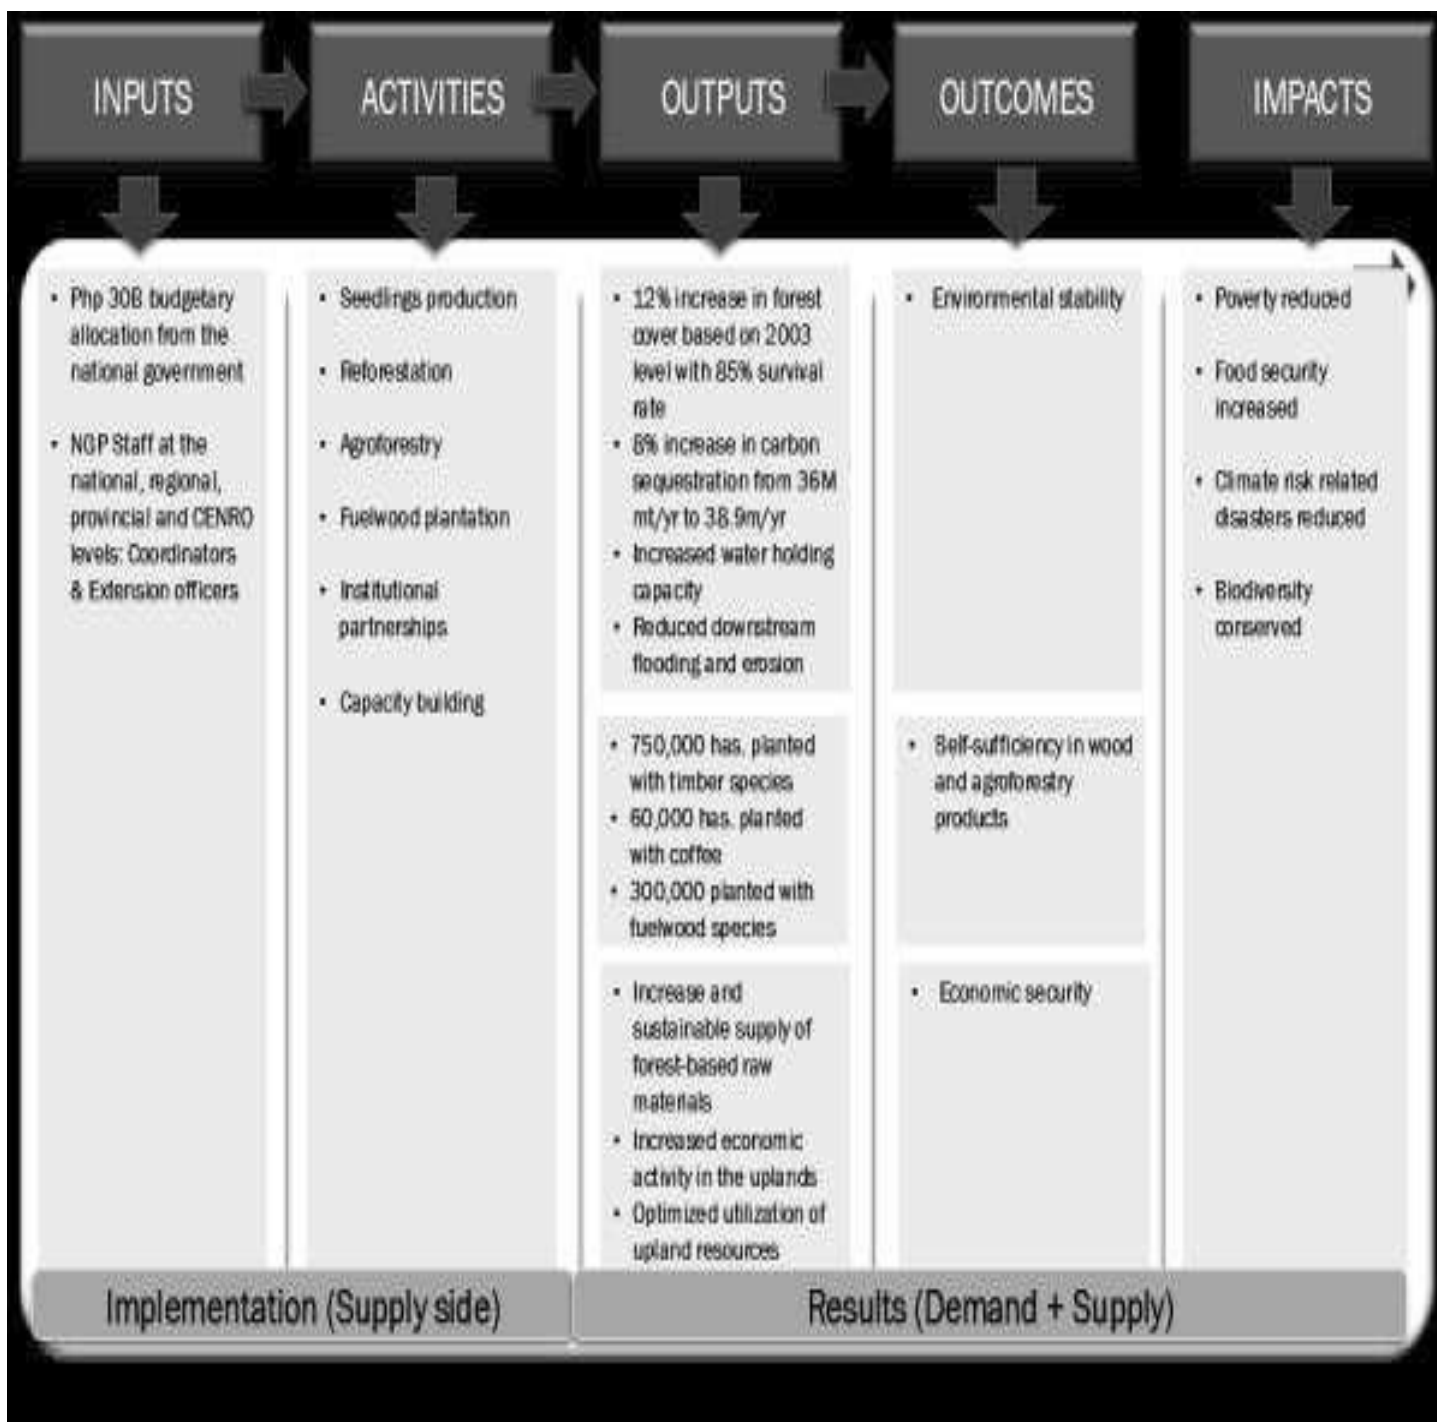 INPUTS
ACTIVITIES
OUTPUTS
OUTCOMES
IMPACTS
• Php 30B budgetary
allocation from the
national government
• NGP Staff at the
national, regional,
provincial and CENRO
levels: Coordinators
& Extension officers
• Seedlings production
• Reforestation
• Agroforestry
• Fuelwood plantation
• Institutional
partnerships
• Capacity building
• 12% increase in forest
cover based on 2003
level with 85% survival
rate
• 8% increase in carbon
sequestration from 36M
mt/yr to 38.9m/yr
• Increased water holding
capacity
• Reduced downstream
flooding and erosion
• 750,000 has. planted
with timber species
• 60,000 has. planted
with coffee
• 300,000 planted with
fuelwood species
• Increase and
sustainable supply of
forest-based raw
materials
• Increased economic
activity in the uplands
• Optimized utilization of
upland resources
• Environmental stability
• Self-sufficiency in wood
and agroforestry
products
• Economic security
• Poverty reduced
• Food security
increased
• Climate risk related
disasters reduced
• Biodiversity
conserved
Implementation (Supply side)
Results (Demand + Supply)